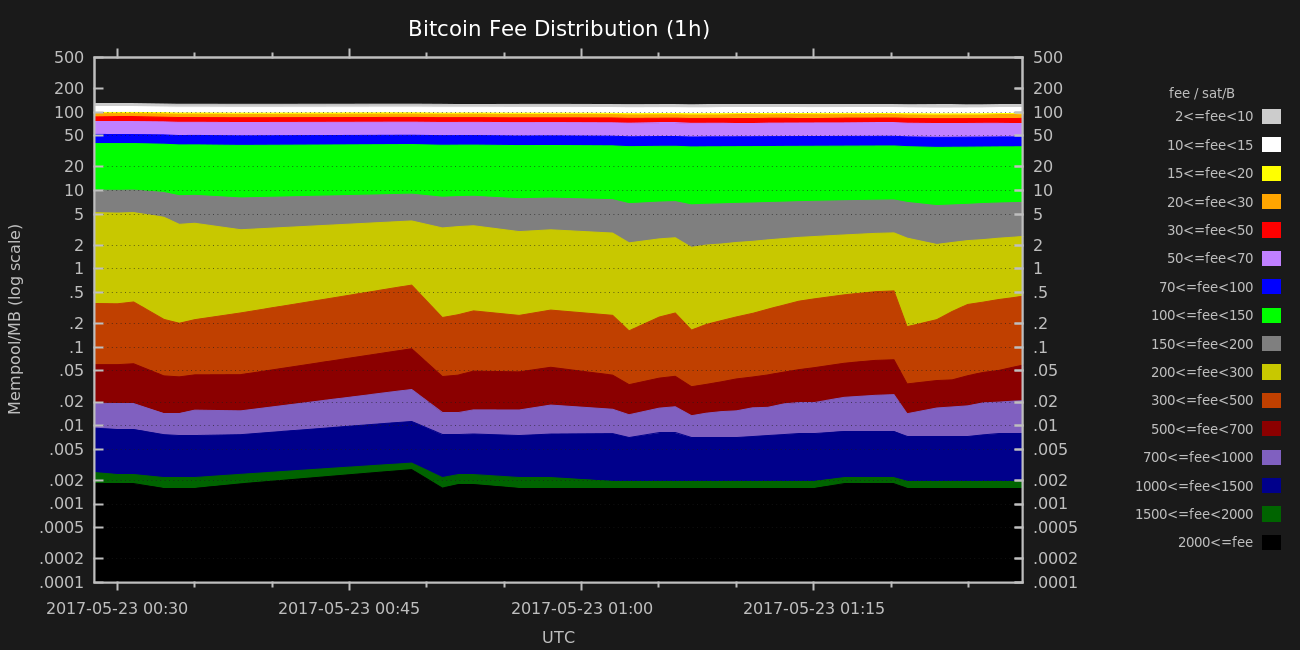 Bitcoin Fee Distribution (1h)
500
200
100
50
20
10
5
2
1
.5
.2
.1
.05
.02
.01
.005
.002
.001
.0005
.0002
.0001
Mempool/MB (log scale)
500
200
100
50
20
10
5
2
1
.5
.2
.1
.05
.02
.01
.005
.002
.001
.0005
.0002
.0001
2017-05-23 00:30
2017-05-23 00:45
2017-05-23 01:00
2017-05-23 01:15
UTC
fee / sat/B
2<=fee<10
10<=fee<15
15<=fee<20
20<=fee<30
30<=fee<50
50<=fee<70
70<=fee<100
100<=fee<150
150<=fee<200
200<=fee<300
300<=fee<500
500<=fee<700
700<=fee<1000
1000<=fee<1500
1500<=fee<2000
2000<=fee